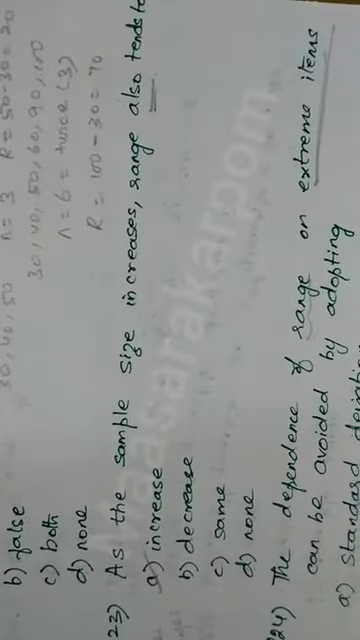 30, 40, 50 n = 3 R = 50-30 = 20
30, 40, 50, 60, 90, 100
n = 6 = twice (3)
R = 100 - 30 = 70
b) false
c) both
d) none
23) As the sample size increases, range also tends to
a) increase
b) decrease
c) same
d) none
24) The dependence of range on extreme items
can be avoided by adopting
a) standard deviation
Vaasarakarpom